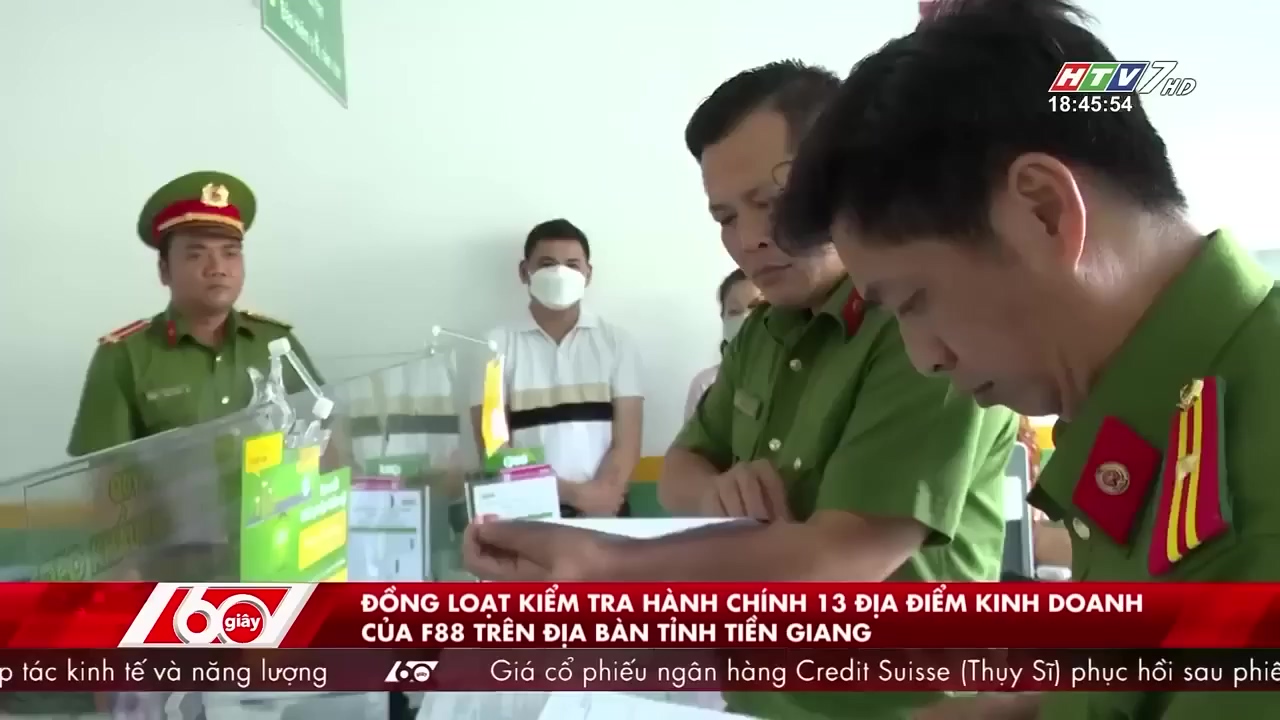 HTV7 HD
18:45:54
60 giây
ĐỒNG LOẠT KIỂM TRA HÀNH CHÍNH 13 ĐỊA ĐIỂM KINH DOANH
CỦA F88 TRÊN ĐỊA BÀN TỈNH TIỀN GIANG
p tác kinh tế và năng lượng 60 giây Giá cổ phiếu ngân hàng Credit Suisse (Thụy Sĩ) phục hồi sau phiê